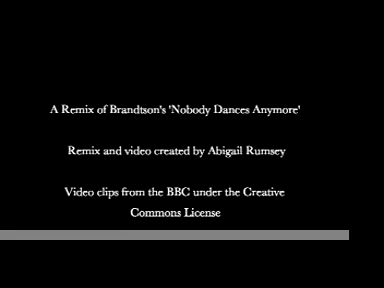 A Remix of Brandtson's 'Nobody Dances Anymore'
Remix and video created by Abigail Rumsey
Video clips from the BBC under the Creative
Commons License